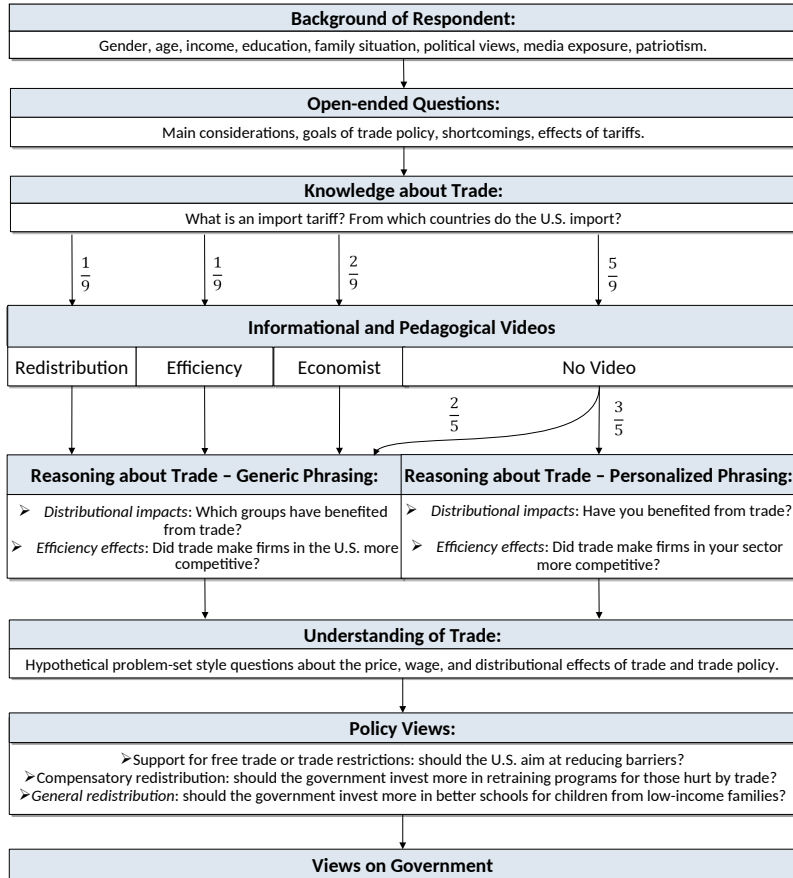 Background of Respondent:
Gender, age, income, education, family situation, political views, media exposure, patriotism.
Open-ended Questions:
Main considerations, goals of trade policy, shortcomings, effects of tariffs.
Knowledge about Trade:
What is an import tariff? From which countries do the U.S. import?
1/9 1/9 2/9 5/9
Informational and Pedagogical Videos
Redistribution Efficiency Economist No Video
2/5 3/5
Reasoning about Trade – Generic Phrasing:
➢ Distributional impacts: Which groups have benefited
from trade?
➢ Efficiency effects: Did trade make firms in the U.S. more
competitive?
Reasoning about Trade – Personalized Phrasing:
➢ Distributional impacts: Have you benefited from trade?
➢ Efficiency effects: Did trade make firms in your sector
more competitive?
Understanding of Trade:
Hypothetical problem-set style questions about the price, wage, and distributional effects of trade and trade policy.
Policy Views:
➢Support for free trade or trade restrictions: should the U.S. aim at reducing barriers?
➢Compensatory redistribution: should the government invest more in retraining programs for those hurt by trade?
➢General redistribution: should the government invest more in better schools for children from low-income families?
Views on Government